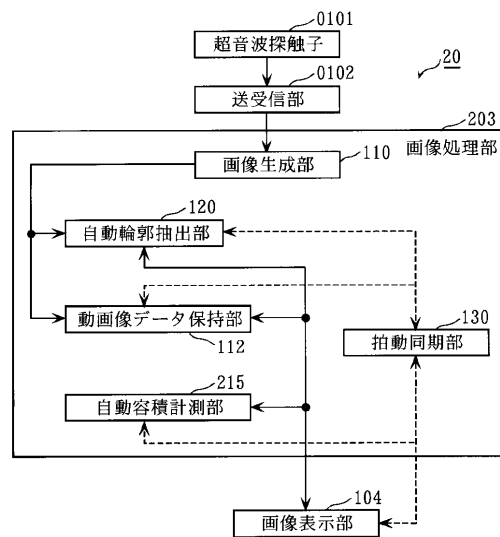 0101
超音波探触子
20
0102
送受信部
203
画像処理部
画像生成部
110
120
自動輪郭抽出部
動画像データ保持部
112
130
拍動同期部
215
自動容積計測部
104
画像表示部